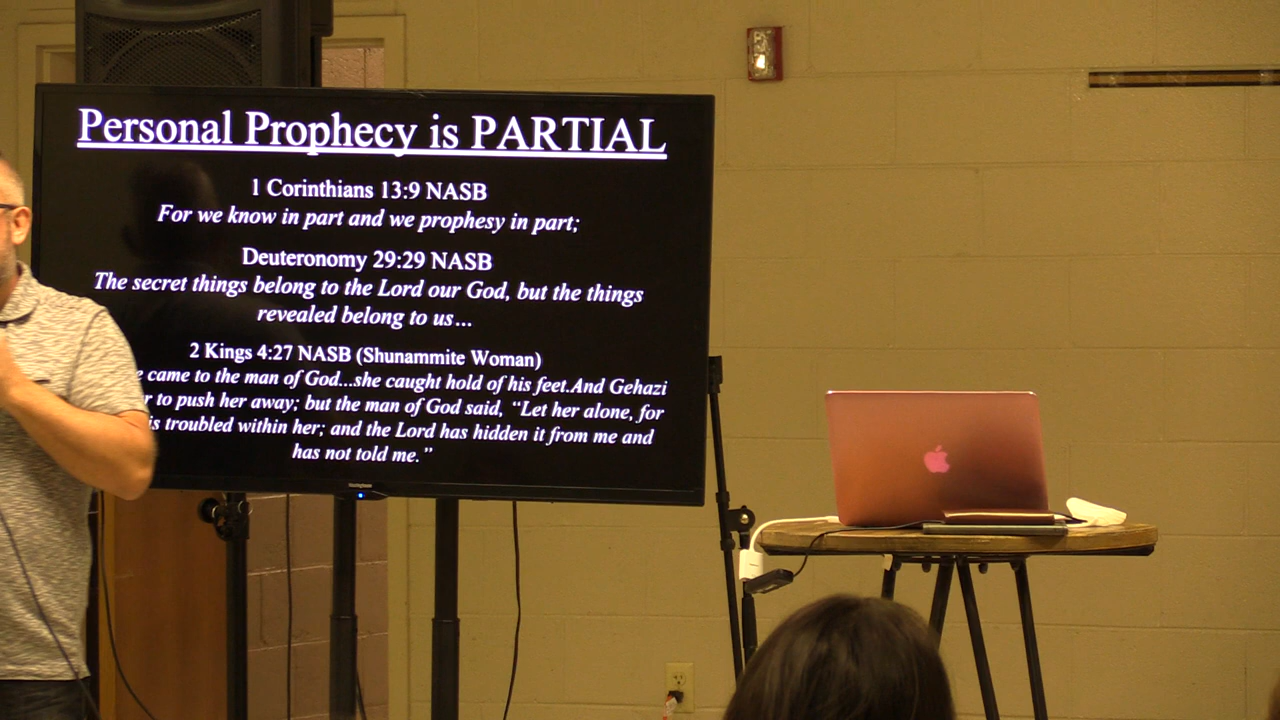 Personal Prophecy is PARTIAL
1 Corinthians 13:9 NASB
For we know in part and we prophesy in part;
Deuteronomy 29:29 NASB
The secret things belong to the Lord our God, but the things
revealed belong to us...
2 Kings 4:27 NASB (Shunammite Woman)
came to the man of God...she caught hold of his feet.And Gehazi
to push her away; but the man of God said, “Let her alone, for
is troubled within her; and the Lord has hidden it from me and
has not told me.”